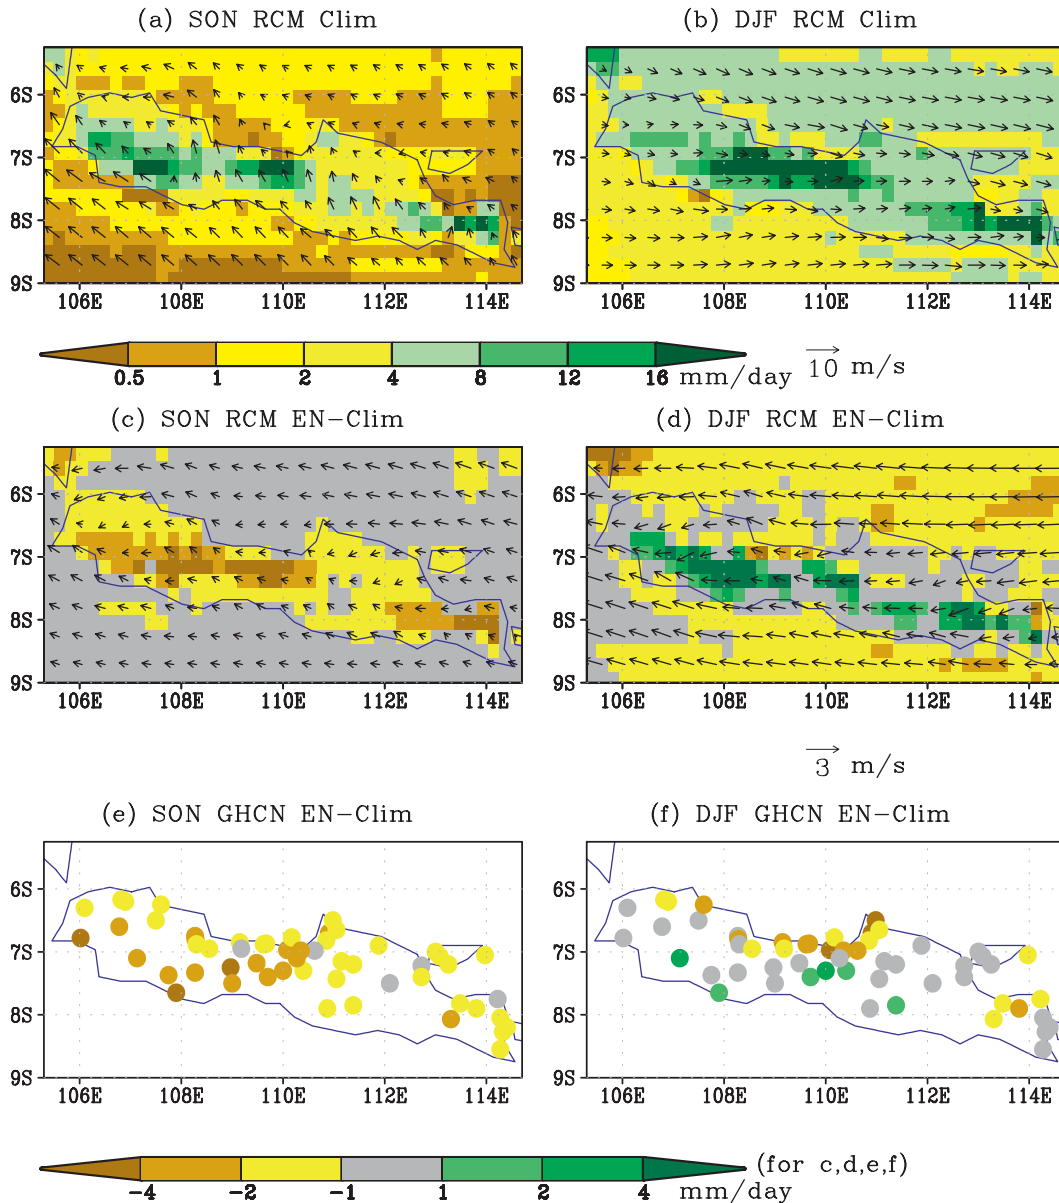 (a) SON RCM Clim
(b) DJF RCM Clim
6S
7S
8S
9S
106E 108E 110E 112E 114E
6S
7S
8S
9S
106E 108E 110E 112E 114E
0.5 1 2 4 8 12 16 mm/day
10 m/s
(c) SON RCM EN-Clim
(d) DJF RCM EN-Clim
6S
7S
8S
9S
106E 108E 110E 112E 114E
6S
7S
8S
9S
106E 108E 110E 112E 114E
3 m/s
(e) SON GHCN EN-Clim
(f) DJF GHCN EN-Clim
6S
7S
8S
9S
106E 108E 110E 112E 114E
6S
7S
8S
9S
106E 108E 110E 112E 114E
(for c,d,e,f)
-4 -2 -1 1 2 4 mm/day